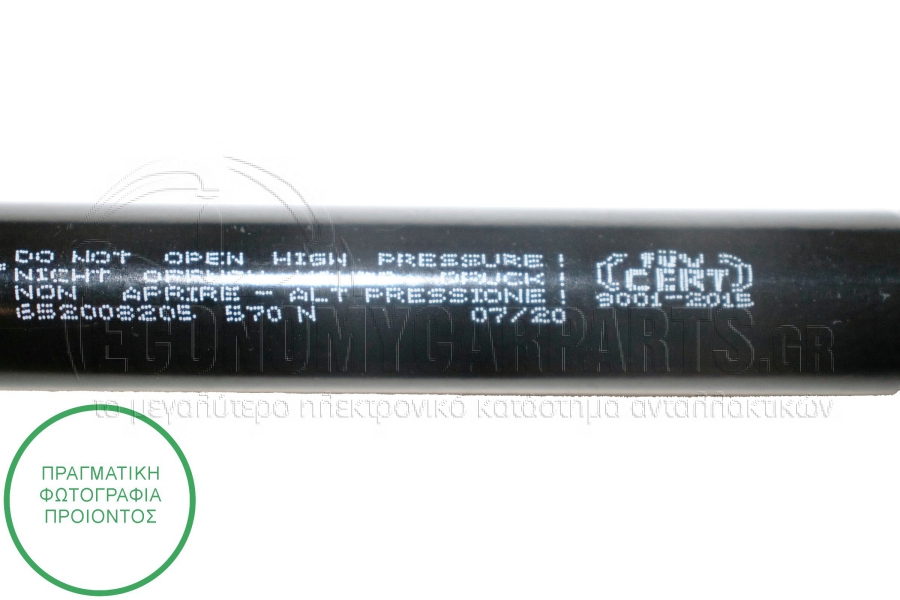 DO NOT OPEN HIGH PRESSURE!
NICHT DRUCK!
NON APRIRE - ALT PRESSIONE!
652008205 570 N 07/20
TÜV
CERT
9001-2015
ECONOMYCARPARTS.GR
το μεγαλύτερο ηλεκτρονικό κατάστημα ανταλλακτικών
ΠΡΑΓΜΑΤΙΚΗ
ΦΩΤΟΓΡΑΦΙΑ
ΠΡΟΙΟΝΤΟΣ